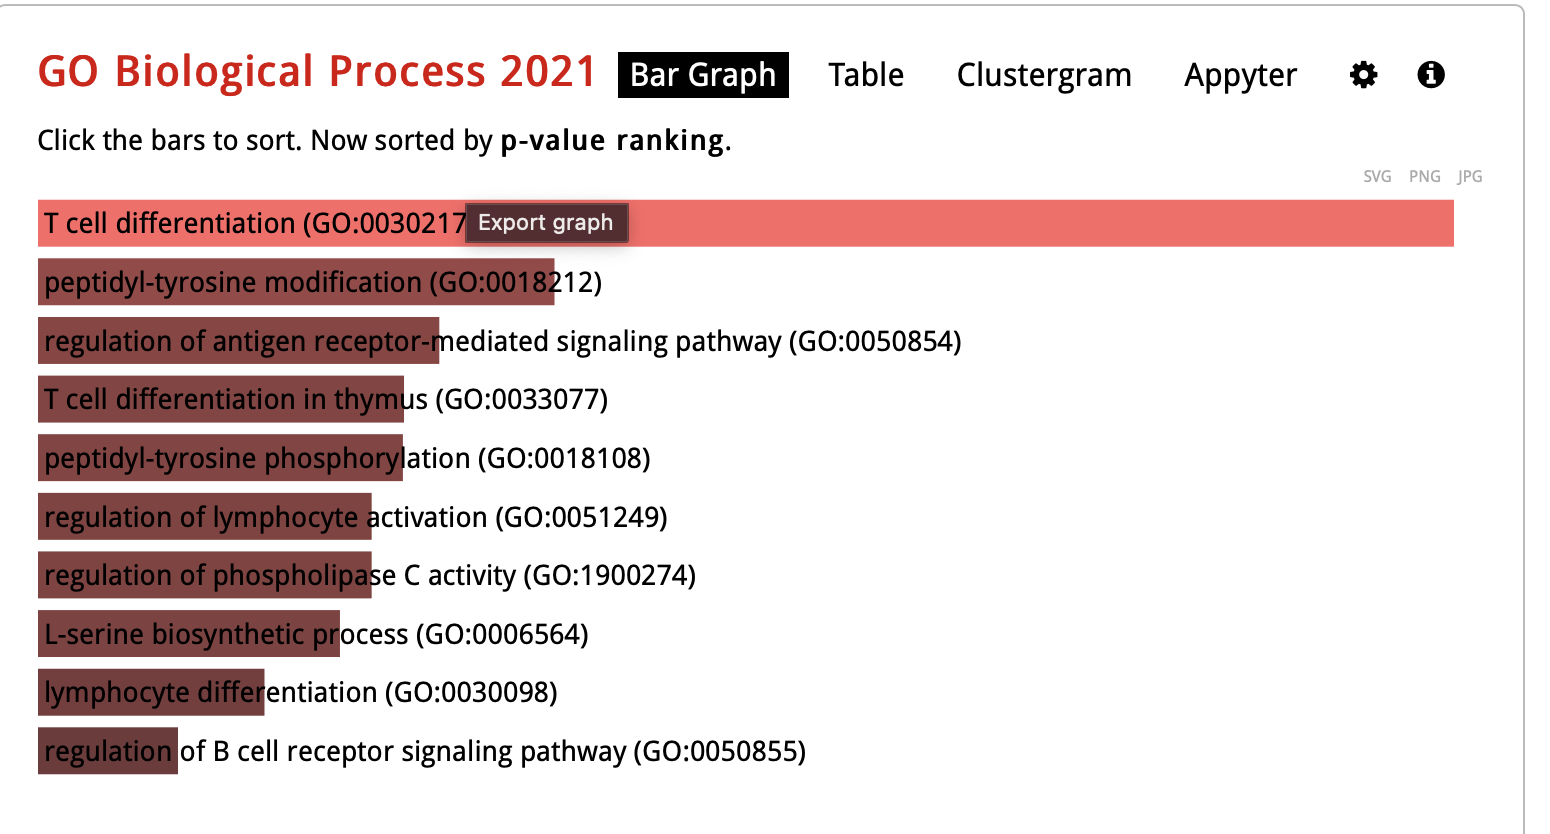 GO Biological Process 2021 Bar Graph Table Clustergram Appyter
Click the bars to sort. Now sorted by p-value ranking.
SVG PNG JPG
T cell differentiation (GO:0030217 Export graph
peptidyl-tyrosine modification (GO:0018212)
regulation of antigen receptor-mediated signaling pathway (GO:0050854)
T cell differentiation in thymus (GO:0033077)
peptidyl-tyrosine phosphorylation (GO:0018108)
regulation of lymphocyte activation (GO:0051249)
regulation of phospholipase C activity (GO:1900274)
L-serine biosynthetic process (GO:0006564)
lymphocyte differentiation (GO:0030098)
regulation of B cell receptor signaling pathway (GO:0050855)